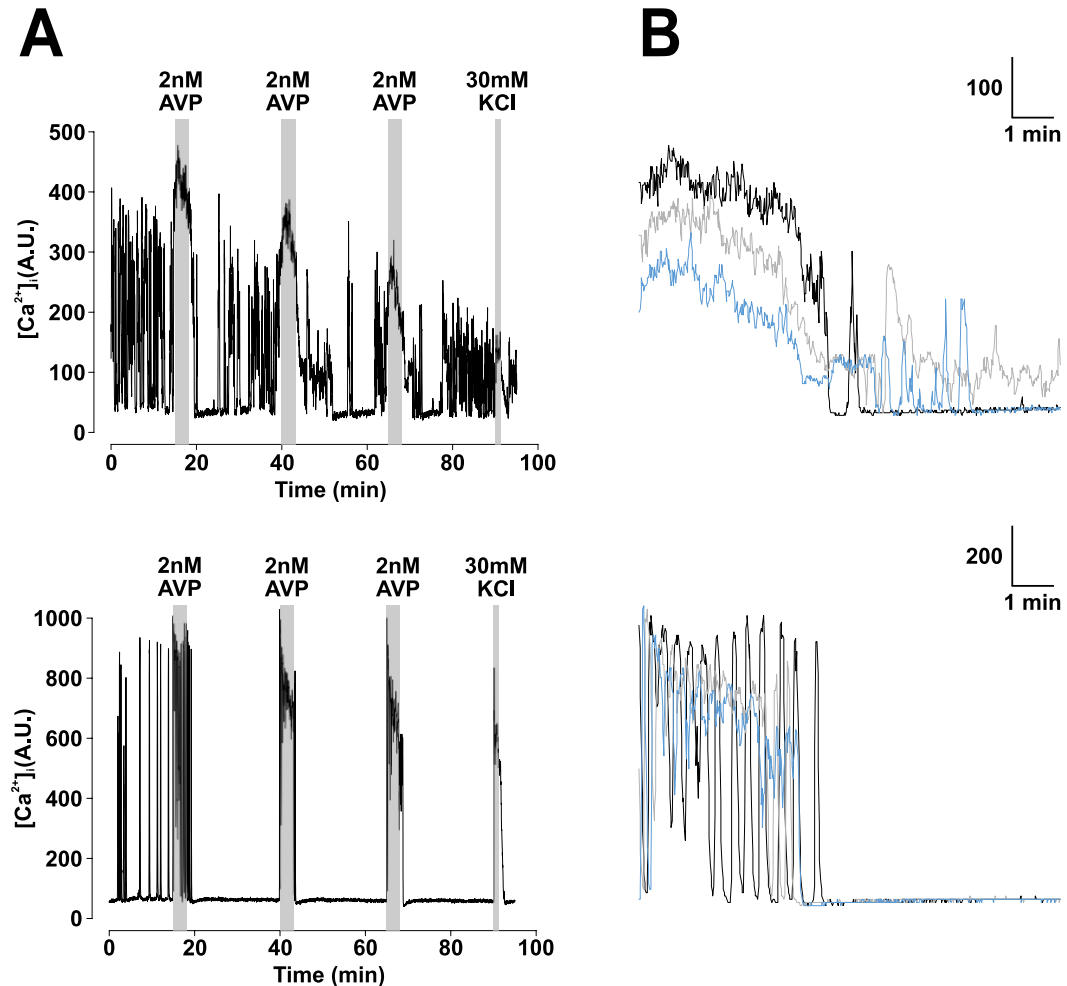 A
B
2nM 2nM 2nM 30mM
AVP AVP AVP KCl
[Ca²⁺]ᵢ(A.U.)
500
400
300
200
100
0
0 20 40 60 80 100
Time (min)
100
1 min
2nM 2nM 2nM 30mM
AVP AVP AVP KCl
[Ca²⁺]ᵢ(A.U.)
1000
800
600
400
200
0
0 20 40 60 80 100
Time (min)
200
1 min